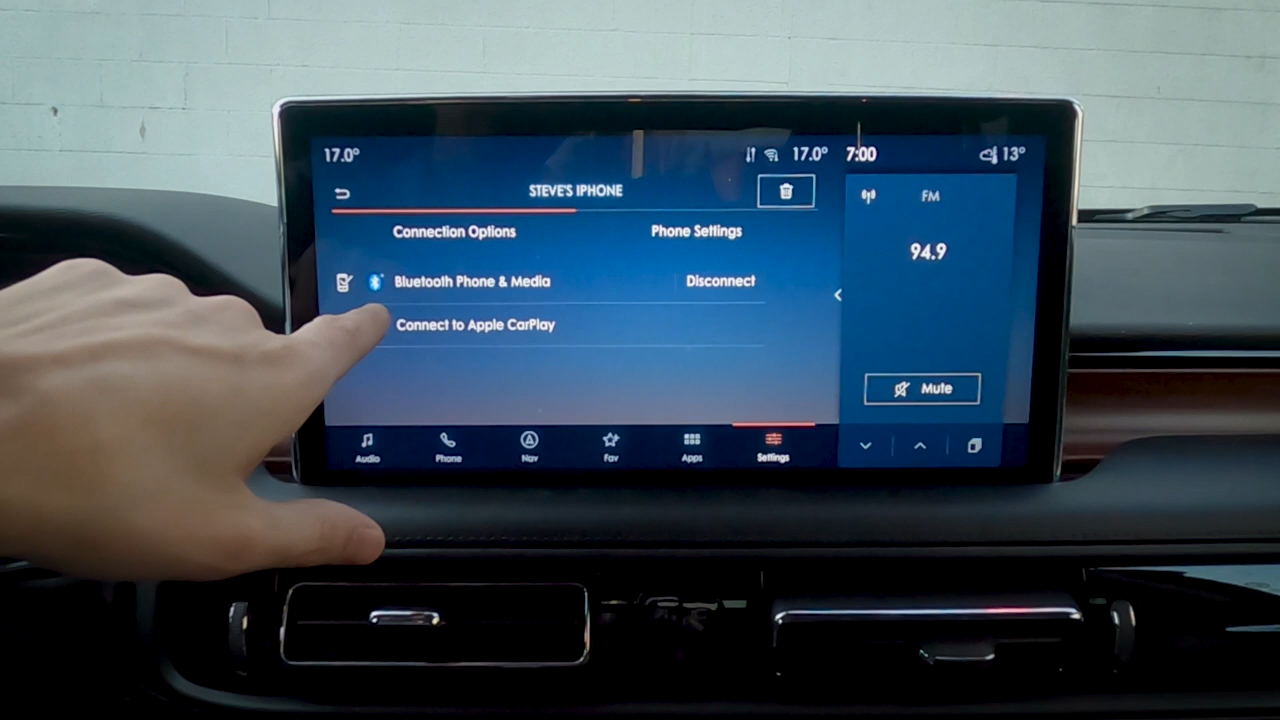 17.0° 17.0° 7:00 13°
STEVE'S IPHONE
FM
Connection Options Phone Settings
94.9
Bluetooth Phone & Media Disconnect
Connect to Apple CarPlay
Mute
Audio Phone Nav Fav Apps Settings